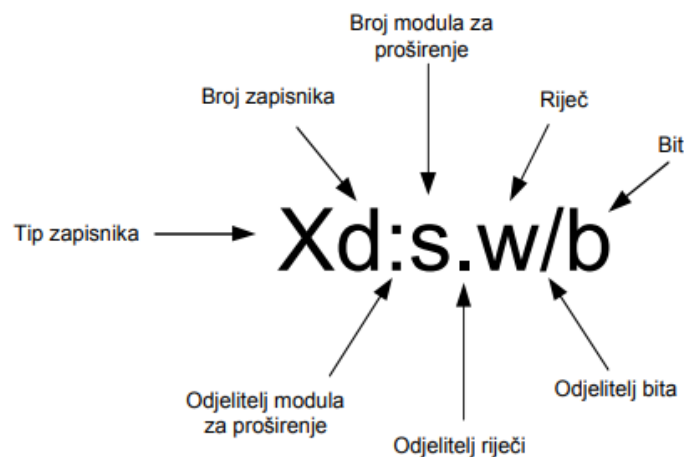 Broj modula za
proširenje
Broj zapisnika
Riječ
Bit
Tip zapisnika
Xd:s.w/b
Odjelitelj modula
za proširenje
Odjelitelj riječi
Odjelitelj bita